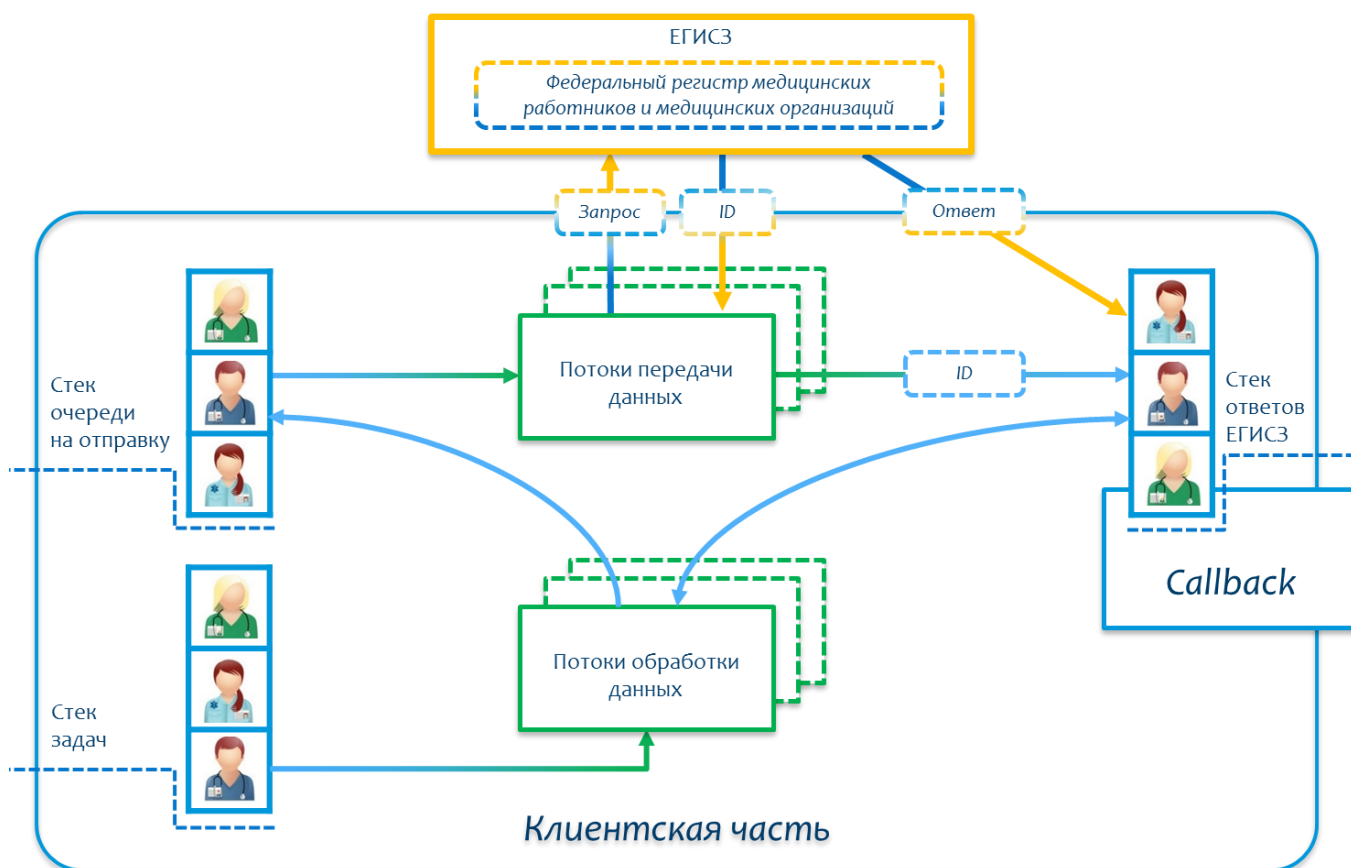 ЕГИСЗ
Федеральный регистр медицинских
работников и медицинских организаций
Запрос
ID
Ответ
Стек
очереди
на отправку
Потоки передачи
данных
ID
Стек
ответов
ЕГИСЗ
Callback
Потоки обработки
данных
Стек
задач
Клиентская часть